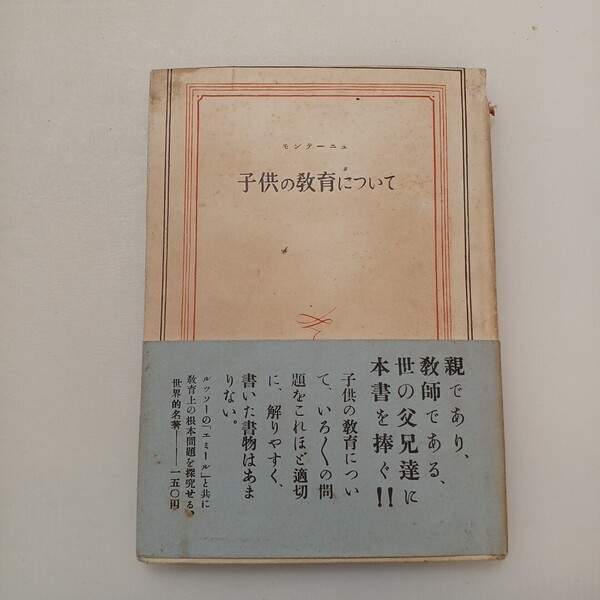 モンテーニュ
子供の教育について
親であり、
教師である、
世の父兄達に
本書を捧ぐ!!
子供の教育につい
て、いろ〳〵の問
題をこれほど適切
に、解りやすく、
書いた書物はあま
りない。
ルッソーの「エミール」と共に
教育上の根本問題を探究せる、
世界的名著───一五〇円